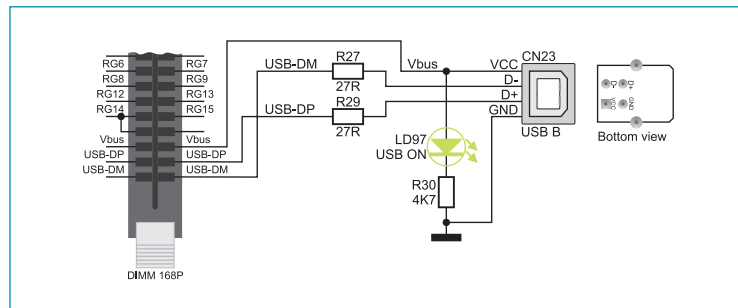 RG6 RG7
RG8 RG9
RG12 RG13
RG14 RG15
Vbus Vbus
USB-DP USB-DP
USB-DM USB-DM
DIMM 168P
USB-DM
USB-DP
R27
27R
R29
27R
Vbus
LD97
USB ON
R30
4K7
VCC
D-
D+
GND
CN23
USB B
D- D+
VCC GND
Bottom view